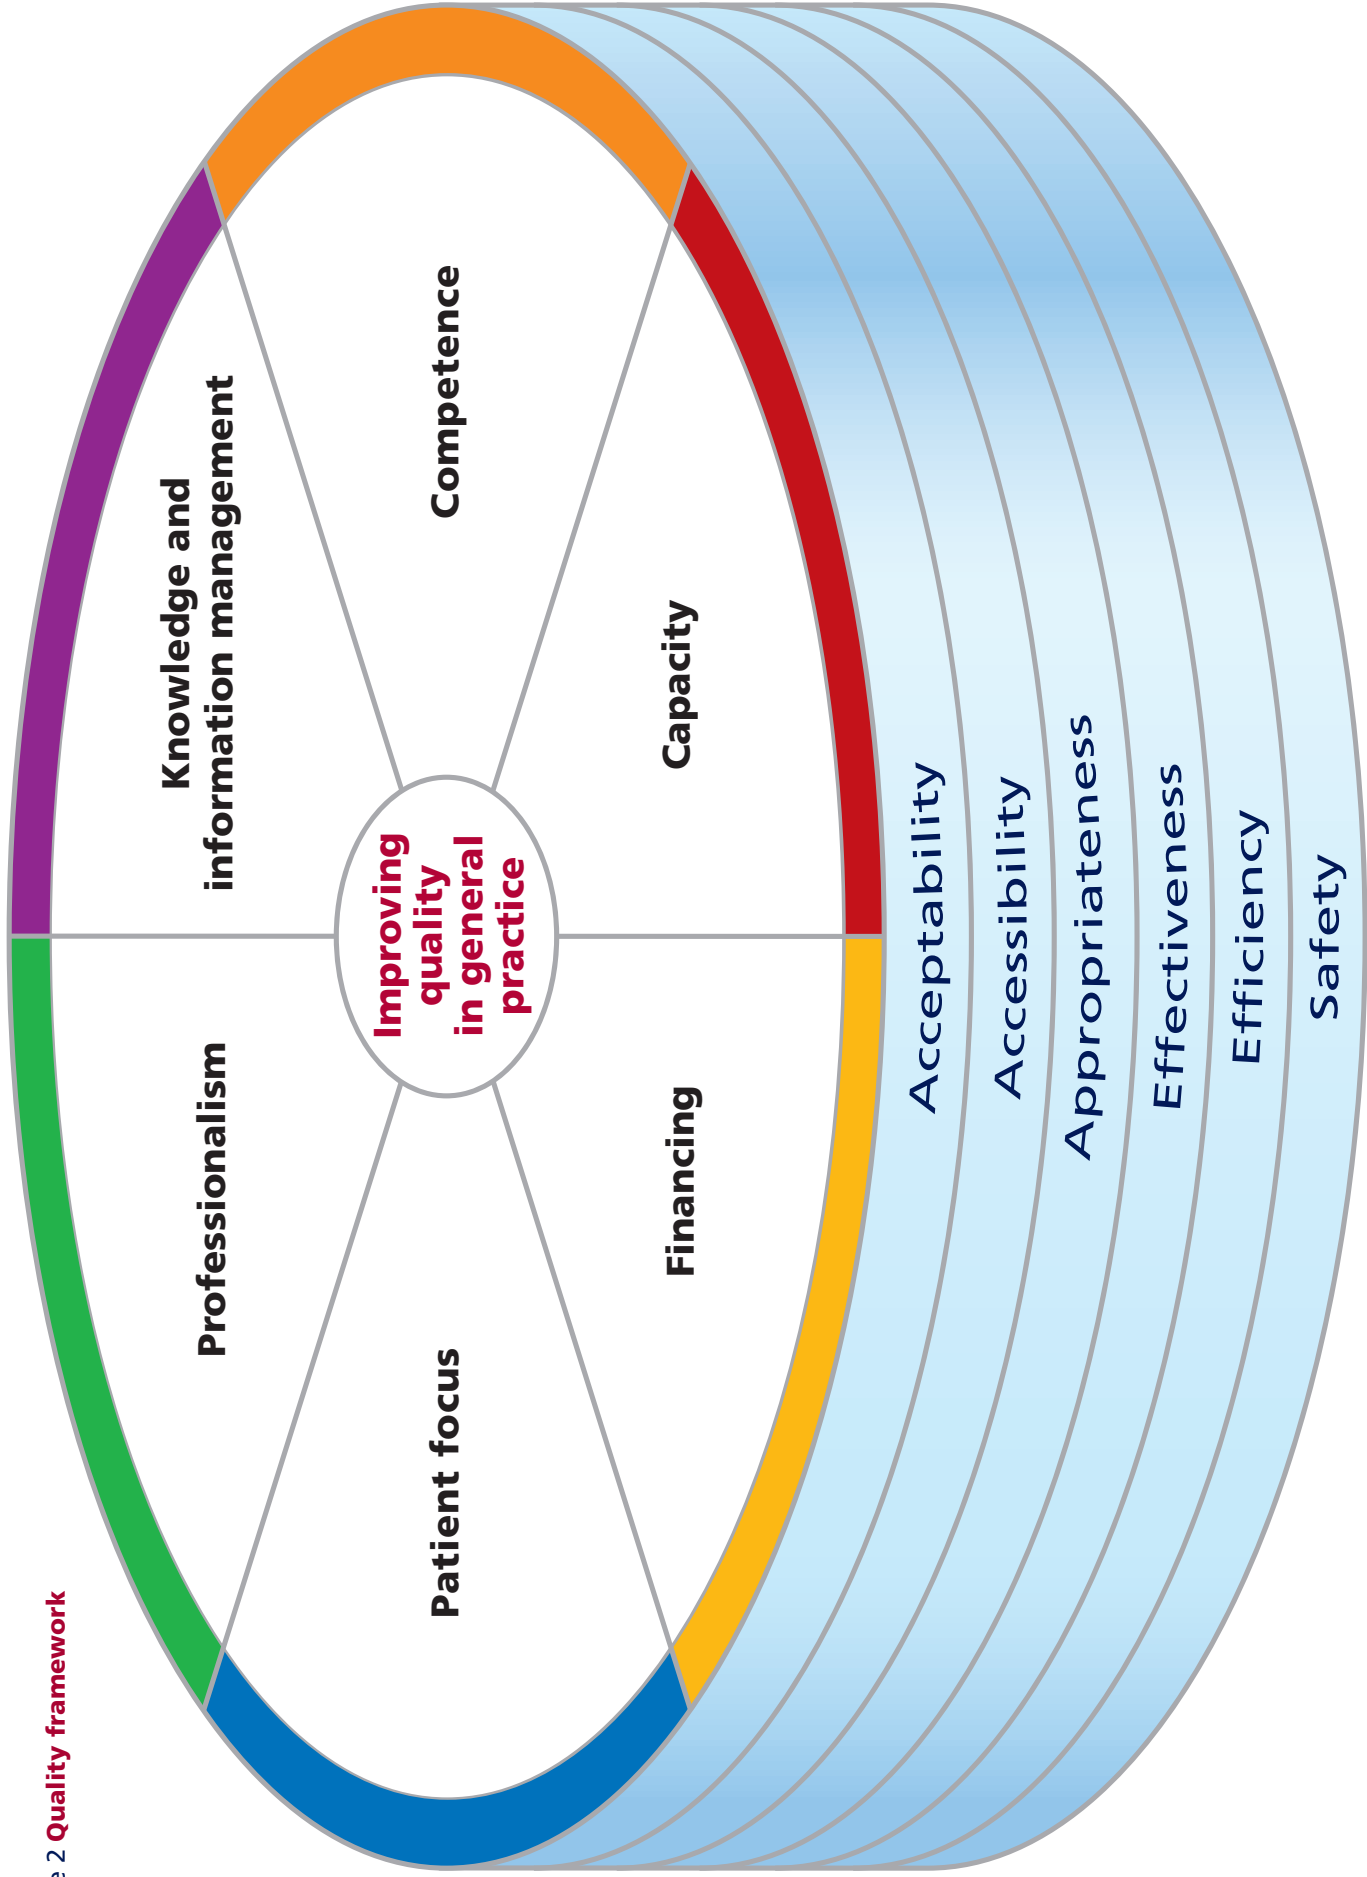 e 2 Quality framework
Knowledge and
information management
Professionalism
Competence
Improving
quality
in general
practice
Patient focus
Capacity
Financing
Acceptability
Accessibility
Appropriateness
Effectiveness
Efficiency
Safety